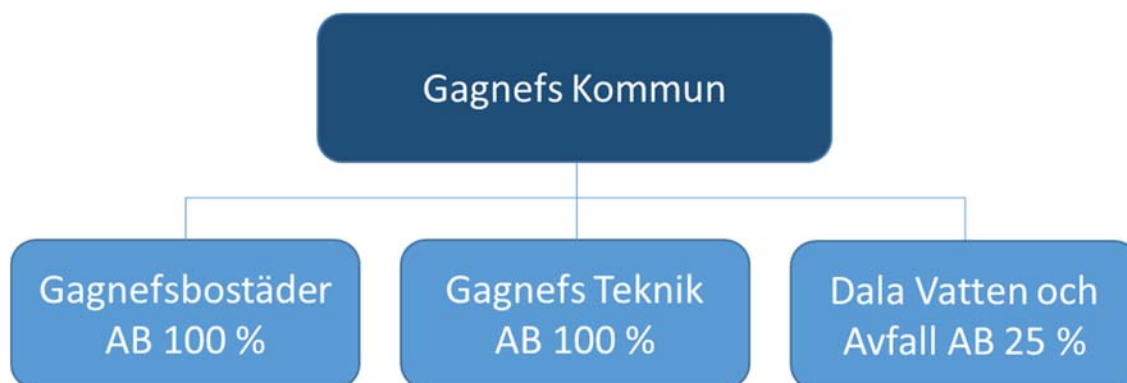 Gagnefs Kommun
Gagnefsbostäder
AB 100 %
Gagnefs Teknik
AB 100 %
Dala Vatten och
Avfall AB 25 %